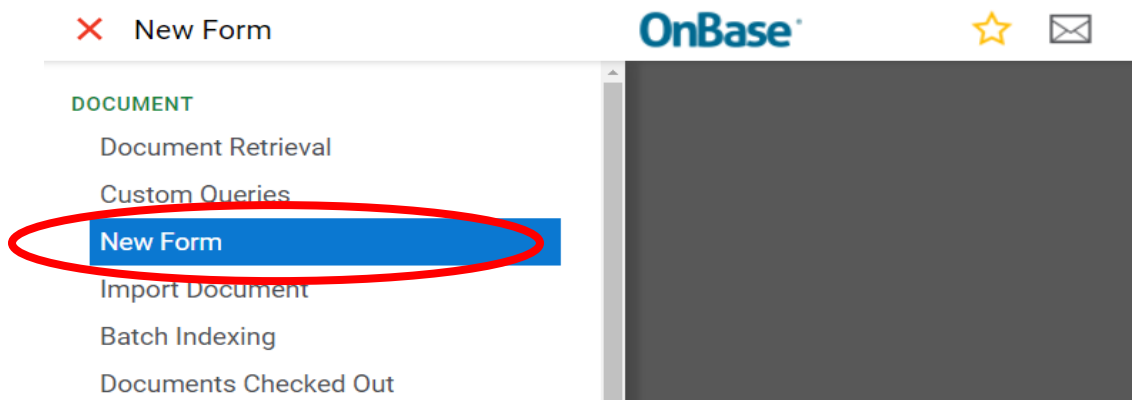 New Form
OnBase
DOCUMENT
Document Retrieval
Custom Queries
New Form
Import Document
Batch Indexing
Documents Checked Out